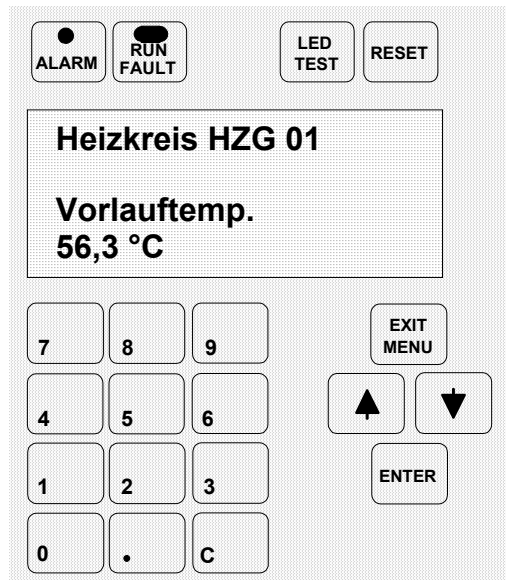 ALARM
RUN
FAULT
LED
TEST
RESET
Heizkreis HZG 01
Vorlauftemp.
56,3 °C
7 8 9
EXIT
MENU
4 5 6
1 2 3
ENTER
0 . C